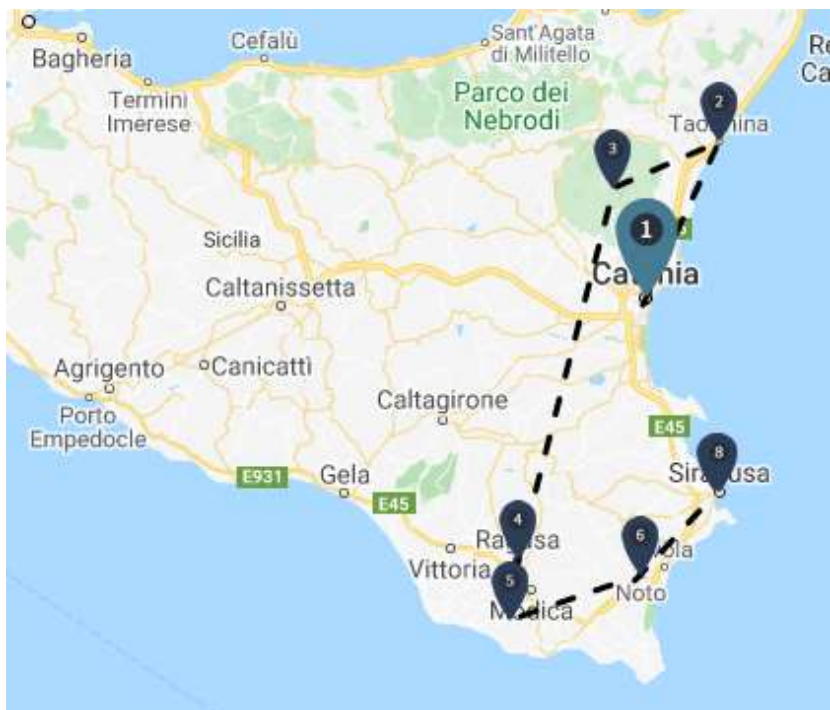 Sant'Agata
di Militello
Cefalù
Bagheria
Re
Ca
Termini
Imerese
Parco dei
Nebrodi
2
3
1
Sicilia
Caltanissetta
Agrigento
Canicattì
Porto
Empedocle
Caltagirone
E45
8
E931
Gela
E45
4
6
Vittoria
5
Noto